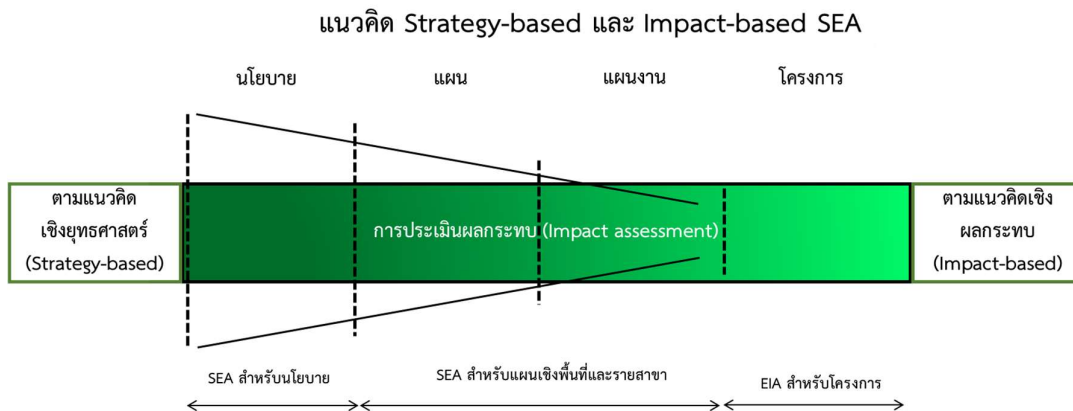 แนวคิด Strategy-based และ Impact-based SEA
นโยบาย
แผน
แผนงาน
โครงการ
ตามแนวคิด
เชิงยุทธศาสตร์
(Strategy-based)
การประเมินผลกระทบ (Impact assessment)
ตามแนวคิดเชิง
ผลกระทบ
(Impact-based)
SEA สำหรับนโยบาย
SEA สำหรับแผนเชิงพื้นที่และรายสาขา
EIA สำหรับโครงการ